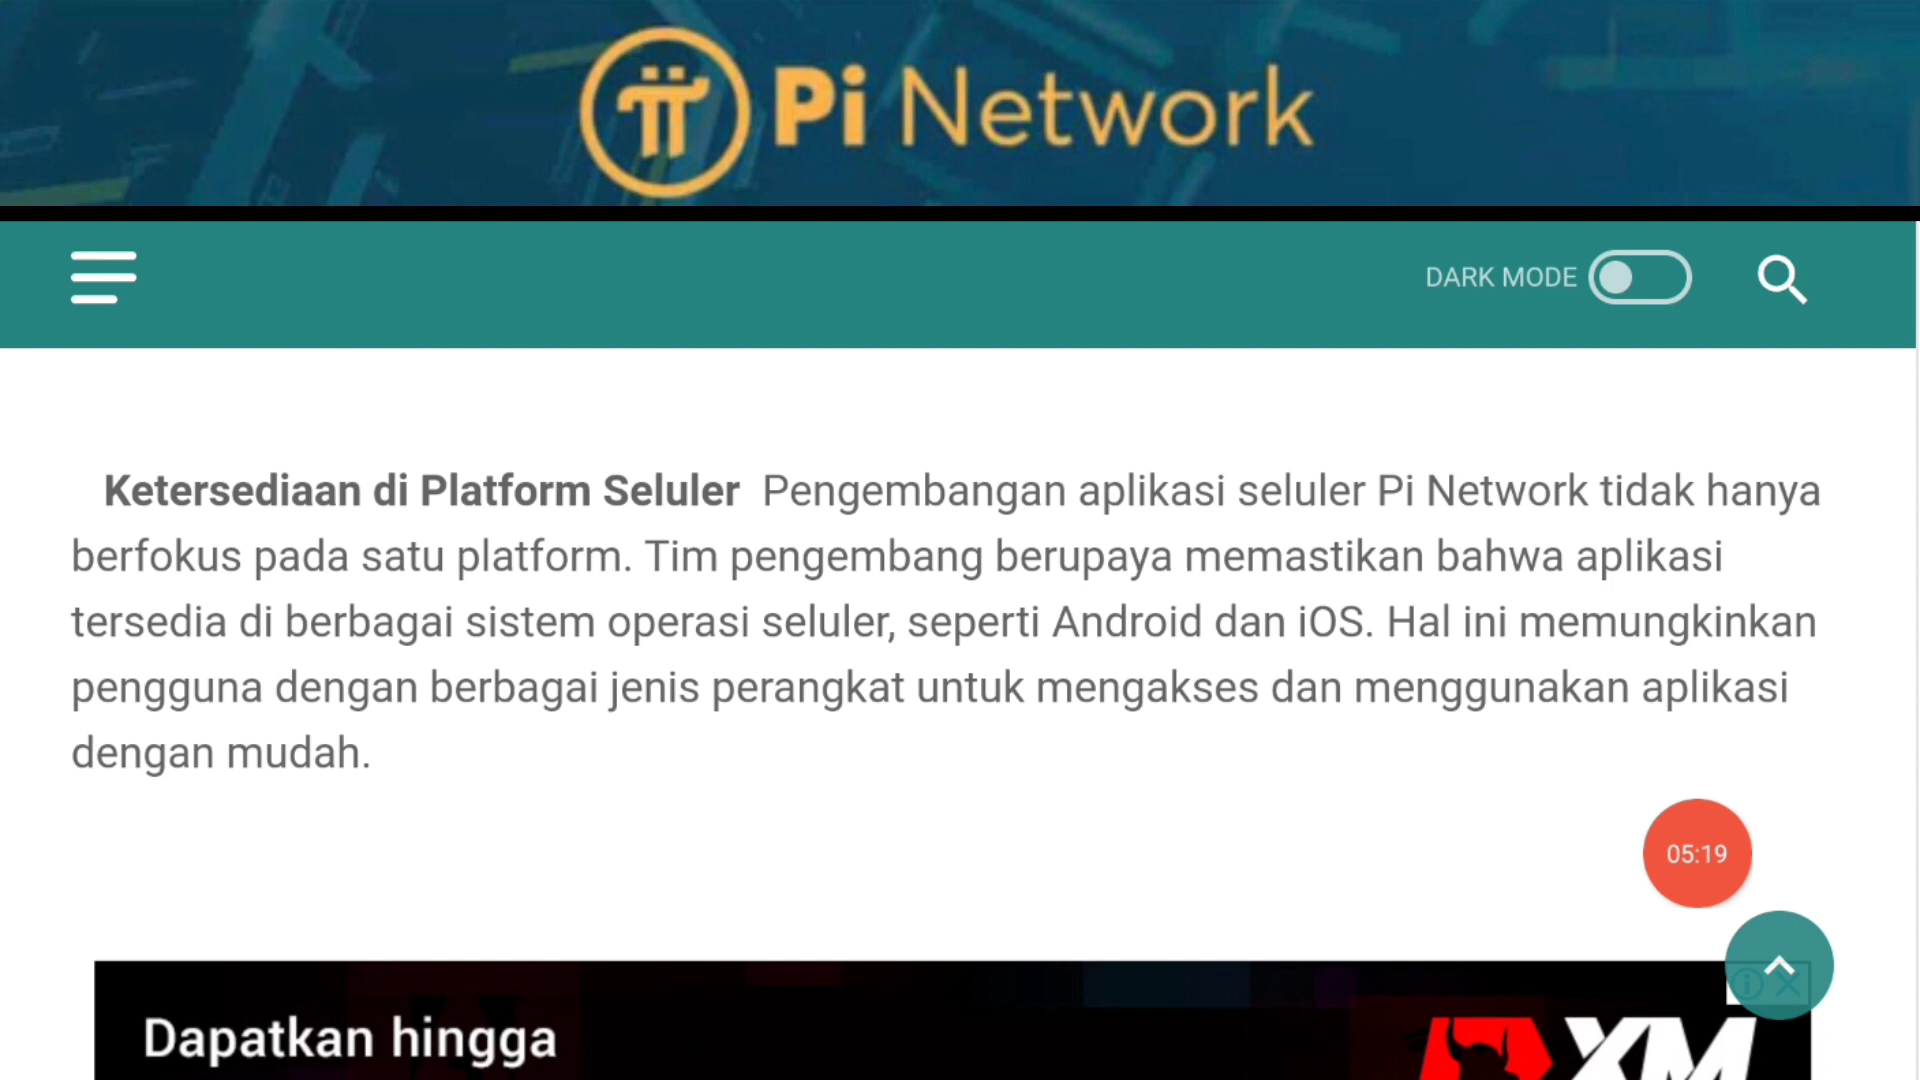 Pi Network
DARK MODE
Ketersediaan di Platform Seluler Pengembangan aplikasi seluler Pi Network tidak hanya
berfokus pada satu platform. Tim pengembang berupaya memastikan bahwa aplikasi
tersedia di berbagai sistem operasi seluler, seperti Android dan iOS. Hal ini memungkinkan
pengguna dengan berbagai jenis perangkat untuk mengakses dan menggunakan aplikasi
dengan mudah.
05:19
Dapatkan hingga
XM